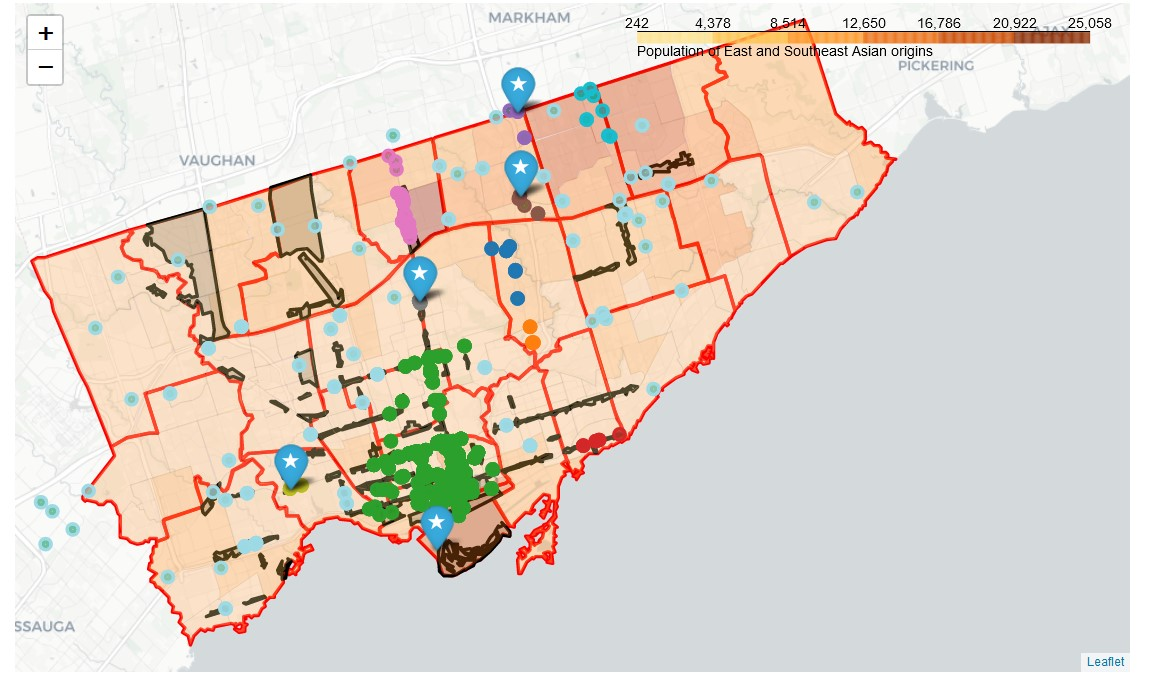 +
−
MARKHAM
242 4,378 8,514 12,650 16,786 20,922 25,058
AJAX
Population of East and Southeast Asian origins
PICKERING
VAUGHAN
SSAUGA
Leaflet